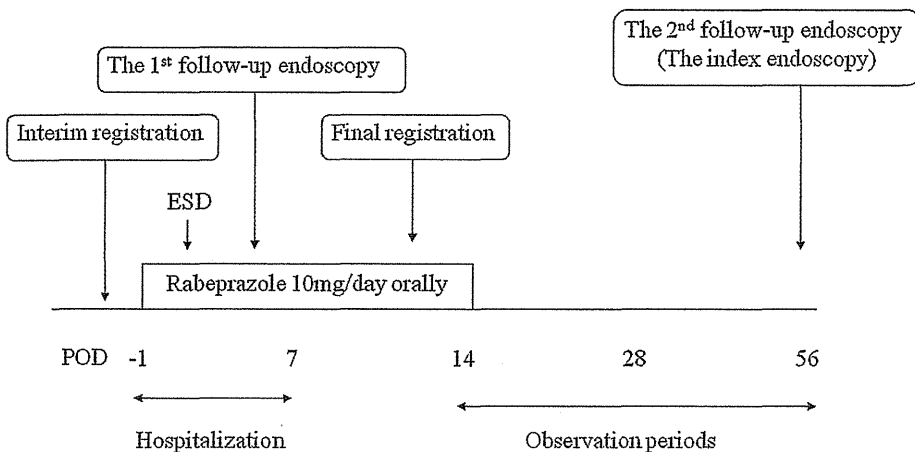 The 2nd follow-up endoscopy
(The index endoscopy)
The 1st follow-up endoscopy
Interim registration
Final registration
ESD
Rabeprazole 10mg/day orally
POD -1 7 14 28 56
Hospitalization Observation periods